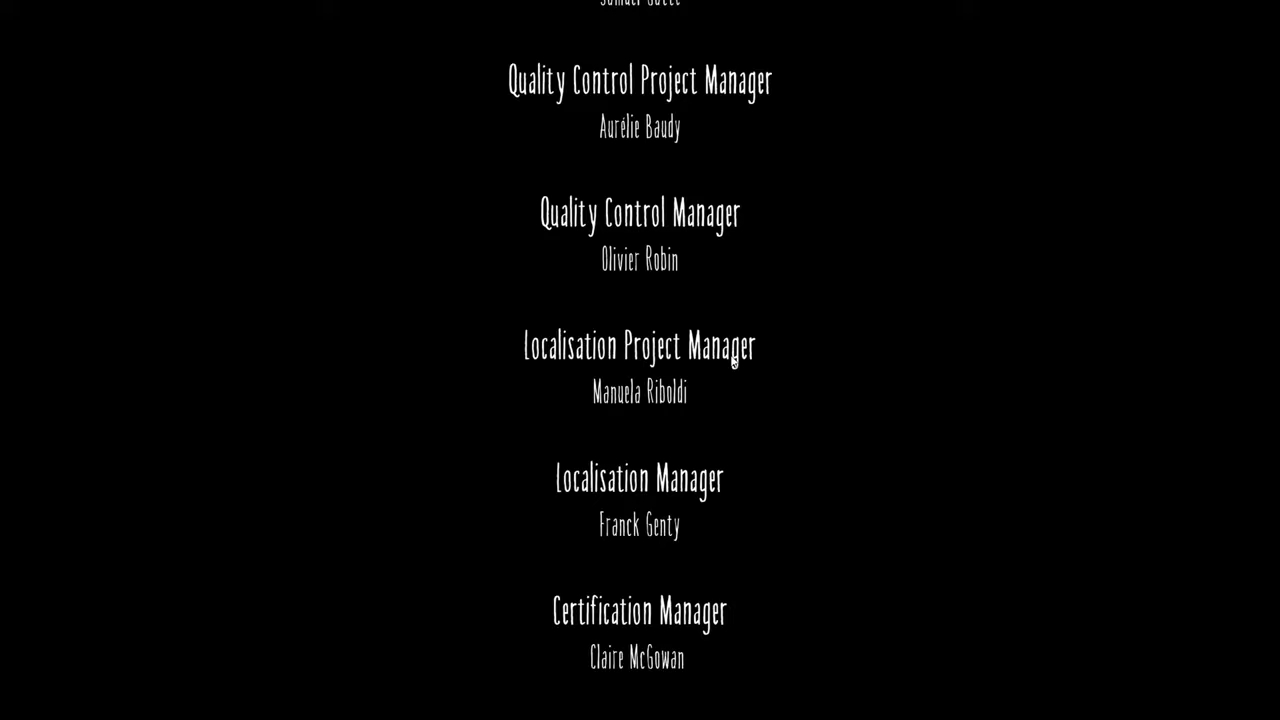 Quality Control Project Manager
Aurélie Baudy
Quality Control Manager
Olivier Robin
Localisation Project Manager
Manuela Riboldi
Localisation Manager
Franck Genty
Certification Manager
Claire McGowan